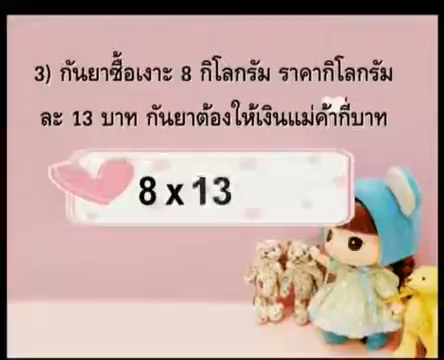 3) กันยาซื้อเงาะ 8 กิโลกรัม ราคากิโลกรัม
ละ 13 บาท กันยาต้องให้เงินแม่ค้ากี่บาท
8 x 13